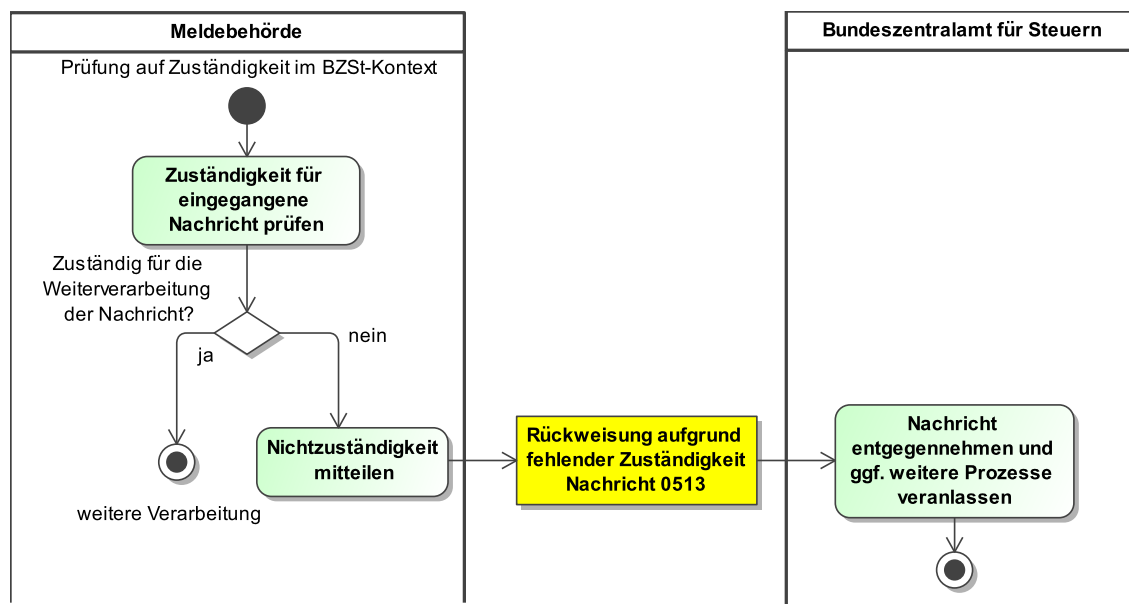 Meldebehörde
Bundeszentralamt für Steuern
Prüfung auf Zuständigkeit im BZSt-Kontext
Zuständigkeit für
eingegangene
Nachricht prüfen
Zuständig für die
Weiterverarbeitung
der Nachricht?
ja
nein
Nichtzuständigkeit
mitteilen
weitere Verarbeitung
Rückweisung aufgrund
fehlender Zuständigkeit
Nachricht 0513
Nachricht
entgegennehmen und
ggf. weitere Prozesse
veranlassen